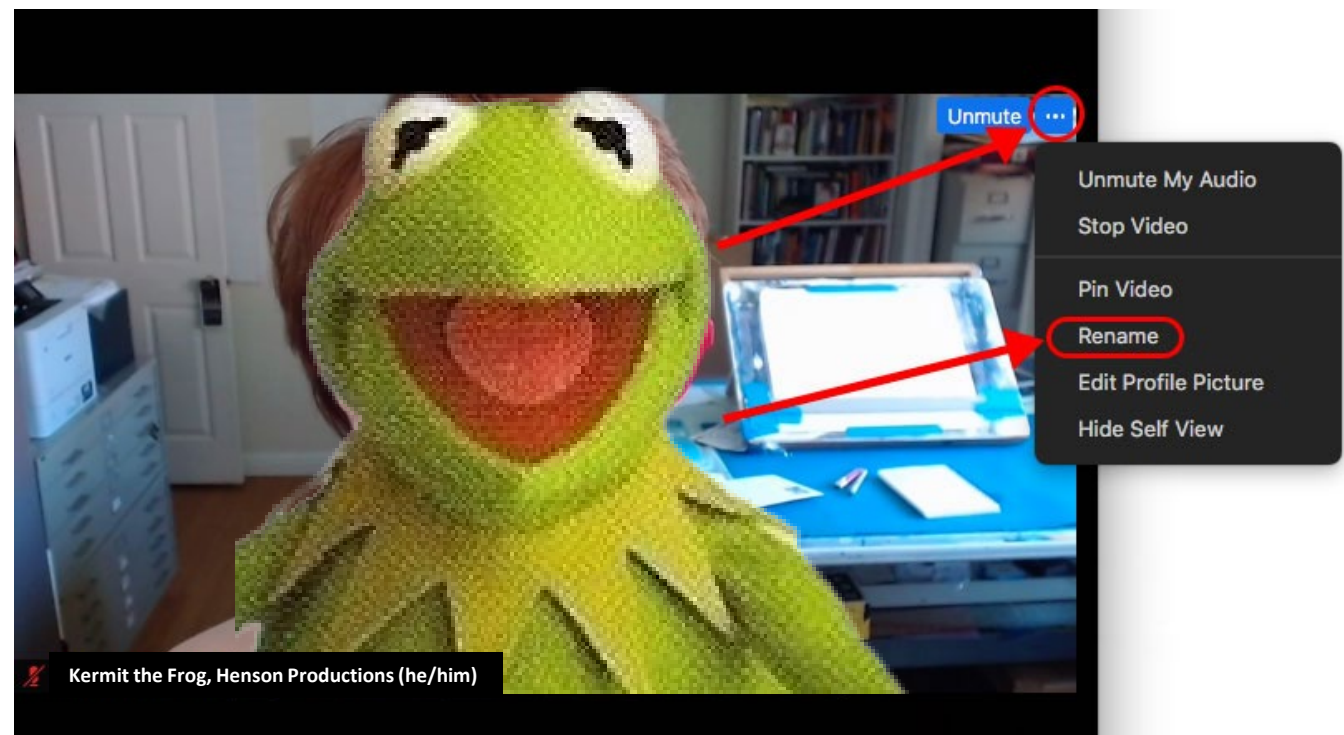 Unmute ...
Unmute My Audio
Stop Video
Pin Video
Rename
Edit Profile Picture
Hide Self View
Kermit the Frog, Henson Productions (he/him)